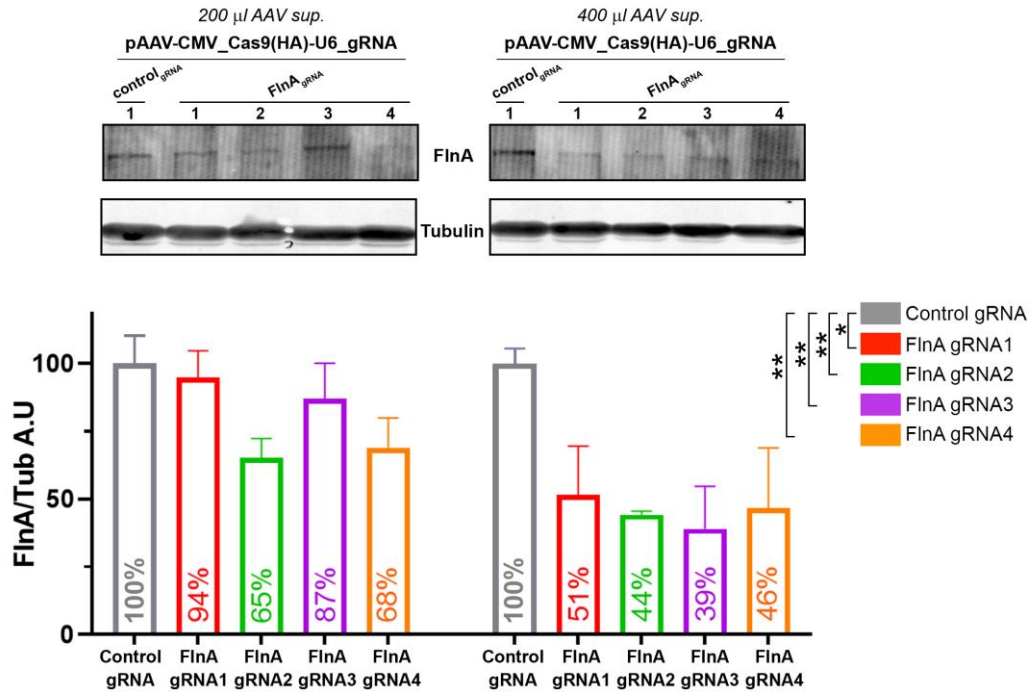 200 µl AAV sup.
400 µl AAV sup.
pAAV-CMV_Cas9(HA)-U6_gRNA
pAAV-CMV_Cas9(HA)-U6_gRNA
control gRNA
FlnA gRNA
control gRNA
FlnA gRNA
1 1 2 3 4
1 1 2 3 4
FlnA
Tubulin
FlnA/Tub A.U
100
50
0
100%
94%
65%
87%
68%
100%
51%
44%
39%
46%
Control
gRNA
FlnA
gRNA1
FlnA
gRNA2
FlnA
gRNA3
FlnA
gRNA4
Control
gRNA
FlnA
gRNA1
FlnA
gRNA2
FlnA
gRNA3
FlnA
gRNA4
**
**
**
*
Control gRNA
FlnA gRNA1
FlnA gRNA2
FlnA gRNA3
FlnA gRNA4